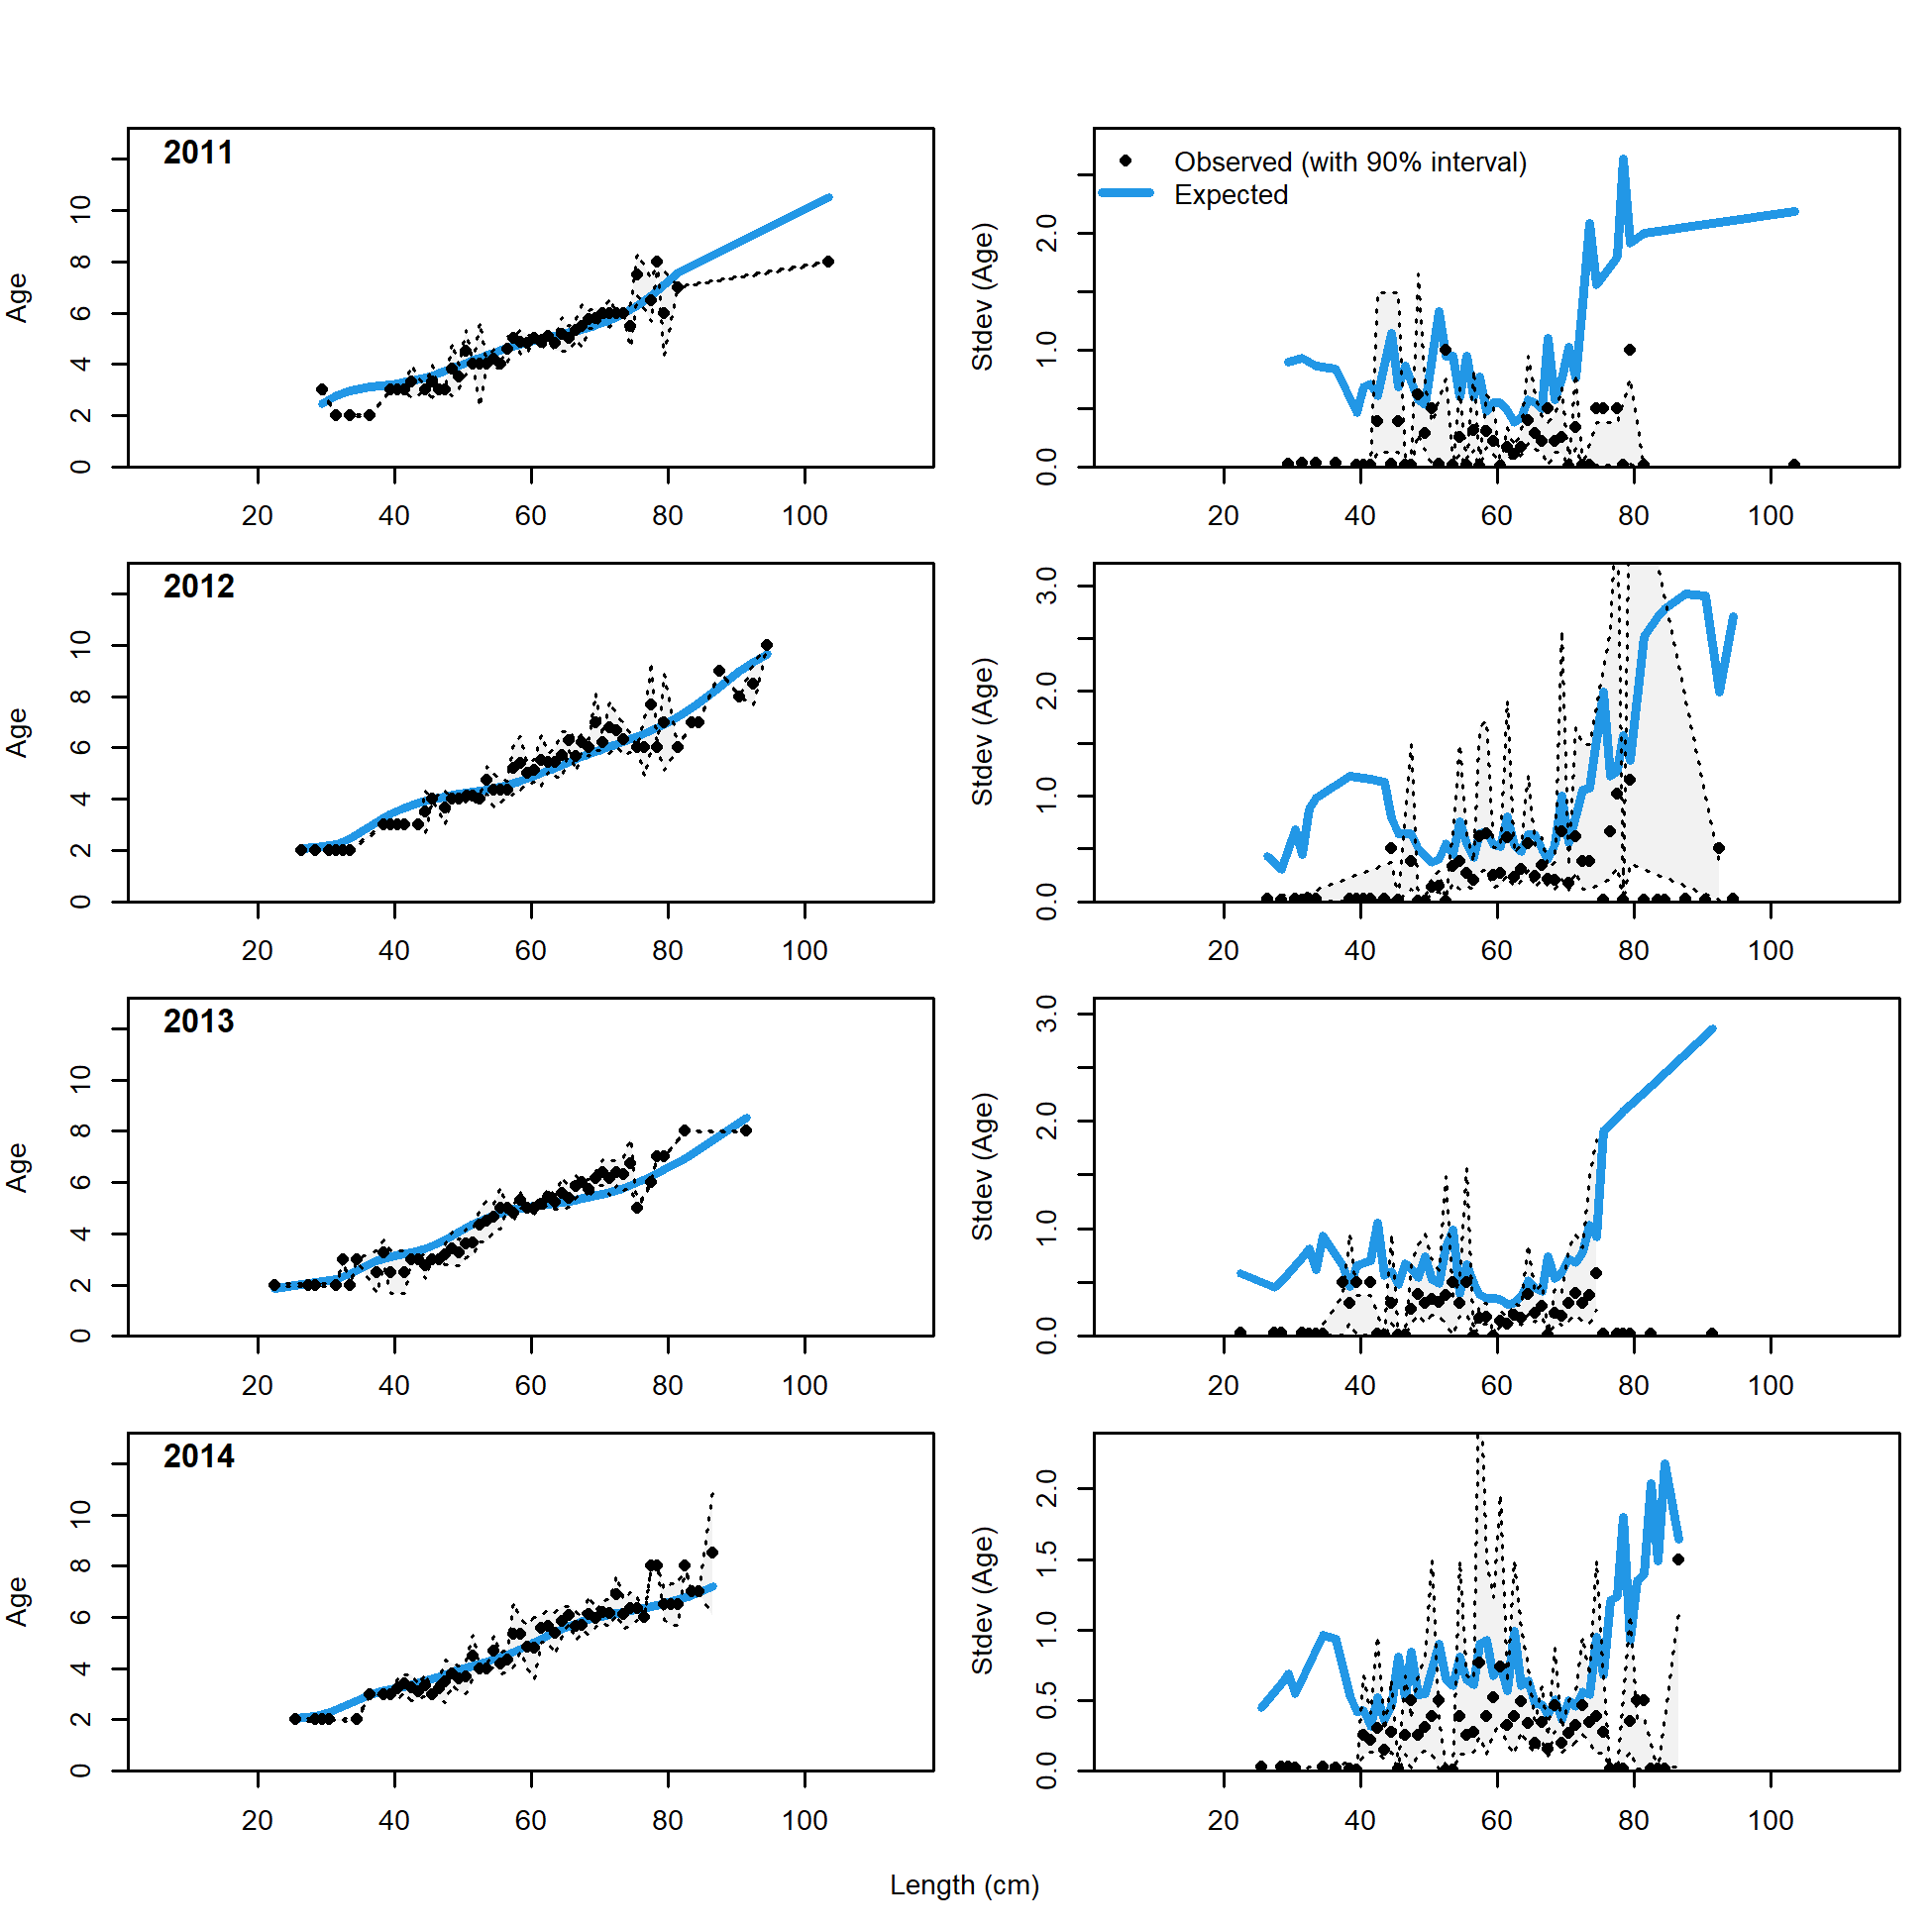 2011
Age
0 2 4 6 8 10
20 40 60 80 100
Observed (with 90% interval)
Expected
Stdev (Age)
0.0 1.0 2.0
20 40 60 80 100
2012
Age
0 2 4 6 8 10
20 40 60 80 100
Stdev (Age)
0.0 1.0 2.0 3.0
20 40 60 80 100
2013
Age
0 2 4 6 8 10
20 40 60 80 100
Stdev (Age)
0.0 1.0 2.0 3.0
20 40 60 80 100
2014
Age
0 2 4 6 8 10
20 40 60 80 100
Stdev (Age)
0.0 0.5 1.0 1.5 2.0
20 40 60 80 100
Length (cm)